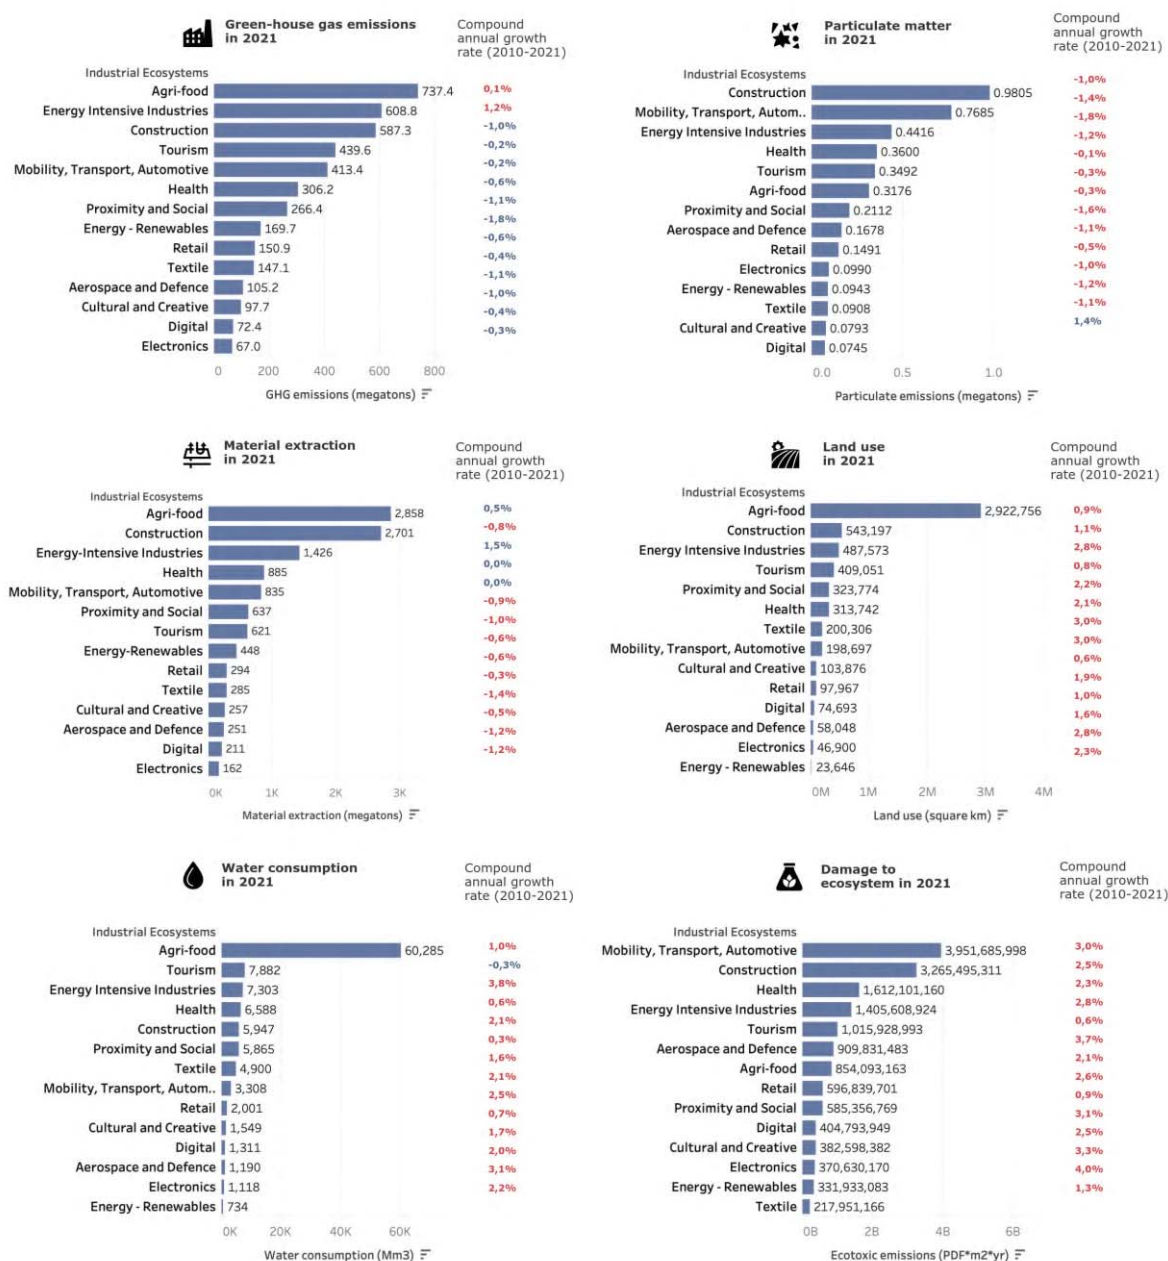 Green-house gas emissions
in 2021
Compound
annual growth
rate (2010-2021)
Industrial Ecosystems
Agri-food 737.4 0,1%
Energy Intensive Industries 608.8 1,2%
Construction 587.3 -1,0%
Tourism 439.6 -0,2%
Mobility, Transport, Automotive 413.4 -0,2%
Health 306.2 -0,6%
Proximity and Social 266.4 -1,1%
Energy - Renewables 169.7 -1,8%
Retail 150.9 -0,6%
Textile 147.1 -0,4%
Aerospace and Defence 105.2 -1,1%
Cultural and Creative 97.7 -1,0%
Digital 72.4 -0,4%
Electronics 67.0 -0,3%
0 200 400 600 800
GHG emissions (megatons)
Particulate matter
in 2021
Compound
annual growth
rate (2010-2021)
Industrial Ecosystems
Construction 0.9805 -1,0%
Mobility, Transport, Autom.. 0.7685 -1,4%
Energy Intensive Industries 0.4416 -1,8%
Health 0.3600 -1,2%
Tourism 0.3492 -0,1%
Agri-food 0.3176 -0,3%
Proximity and Social 0.2112 -0,3%
Aerospace and Defence 0.1678 -1,6%
Retail 0.1491 -1,1%
Electronics 0.0990 -0,5%
Energy - Renewables 0.0943 -1,0%
Textile 0.0908 -1,2%
Cultural and Creative 0.0793 -1,1%
Digital 0.0745 1,4%
0.0 0.5 1.0
Particulate emissions (megatons)
Material extraction
in 2021
Compound
annual growth
rate (2010-2021)
Industrial Ecosystems
Agri-food 2,858 0,5%
Construction 2,701 -0,8%
Energy-Intensive Industries 1,426 1,5%
Health 885 0,0%
Mobility, Transport, Automotive 835 0,0%
Proximity and Social 637 -0,9%
Tourism 621 -1,0%
Energy-Renewables 448 -0,6%
Retail 294 -0,6%
Textile 285 -0,3%
Cultural and Creative 257 -1,4%
Aerospace and Defence 251 -0,5%
Digital 211 -1,2%
Electronics 162 -1,2%
0K 1K 2K 3K
Material extraction (megatons)
Land use
in 2021
Compound
annual growth
rate (2010-2021)
Industrial Ecosystems
Agri-food 2,922,756 0,9%
Construction 543,197 1,1%
Energy Intensive Industries 487,573 2,8%
Tourism 409,051 0,8%
Proximity and Social 323,774 2,2%
Health 313,742 2,1%
Textile 200,306 3,0%
Mobility, Transport, Automotive 198,697 3,0%
Cultural and Creative 103,876 0,6%
Retail 97,967 1,9%
Digital 74,693 1,0%
Aerospace and Defence 58,048 1,6%
Electronics 46,900 2,8%
Energy - Renewables 23,646 2,3%
0M 1M 2M 3M 4M
Land use (square km)
Water consumption
in 2021
Compound
annual growth
rate (2010-2021)
Industrial Ecosystems
Agri-food 60,285 1,0%
Tourism 7,882 -0,3%
Energy Intensive Industries 7,303 3,8%
Health 6,588 0,6%
Construction 5,947 2,1%
Proximity and Social 5,865 0,3%
Textile 4,900 1,6%
Mobility, Transport, Autom.. 3,308 2,1%
Retail 2,001 2,5%
Cultural and Creative 1,549 0,7%
Digital 1,311 1,7%
Aerospace and Defence 1,190 2,0%
Electronics 1,118 3,1%
Energy - Renewables 734 2,2%
0K 20K 40K 60K
Water consumption (Mm3)
Damage to
ecosystem in 2021
Compound
annual growth
rate (2010-2021)
Industrial Ecosystems
Mobility, Transport, Automotive 3,951,685,998 3,0%
Construction 3,265,495,311 2,5%
Health 1,612,101,160 2,3%
Energy Intensive Industries 1,405,608,924 2,8%
Tourism 1,015,928,993 0,6%
Aerospace and Defence 909,831,483 3,7%
Agri-food 854,093,163 2,1%
Retail 596,839,701 2,6%
Proximity and Social 585,356,769 0,9%
Digital 404,793,949 3,1%
Cultural and Creative 382,598,382 2,5%
Electronics 370,630,170 3,3%
Energy - Renewables 331,933,083 4,0%
Textile 217,951,166 1,3%
0B 2B 4B 6B
Ecotoxic emissions (PDF*m2*yr)